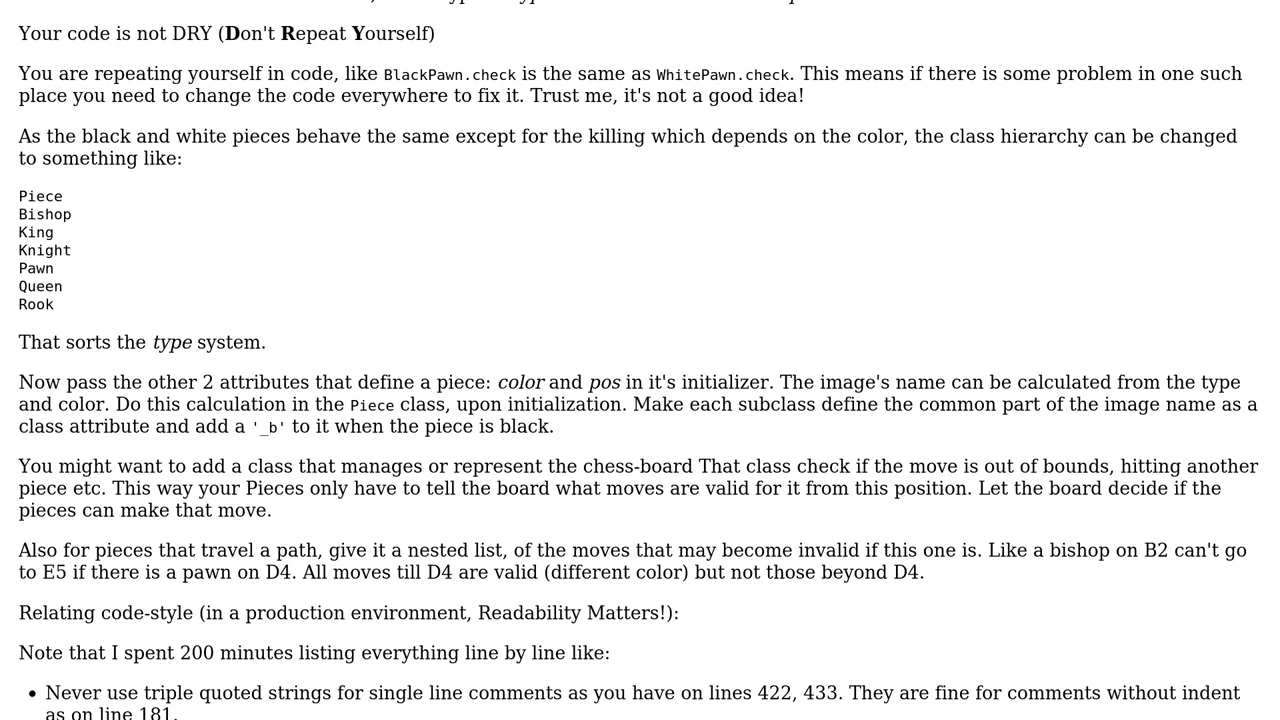 Your code is not DRY (Don't Repeat Yourself)
You are repeating yourself in code, like BlackPawn.check is the same as WhitePawn.check. This means if there is some problem in one such
place you need to change the code everywhere to fix it. Trust me, it's not a good idea!
As the black and white pieces behave the same except for the killing which depends on the color, the class hierarchy can be changed
to something like:
Piece
Bishop
King
Knight
Pawn
Queen
Rook
That sorts the type system.
Now pass the other 2 attributes that define a piece: color and pos in it's initializer. The image's name can be calculated from the type
and color. Do this calculation in the Piece class, upon initialization. Make each subclass define the common part of the image name as a
class attribute and add a '_b' to it when the piece is black.
You might want to add a class that manages or represent the chess-board That class check if the move is out of bounds, hitting another
piece etc. This way your Pieces only have to tell the board what moves are valid for it from this position. Let the board decide if the
pieces can make that move.
Also for pieces that travel a path, give it a nested list, of the moves that may become invalid if this one is. Like a bishop on B2 can't go
to E5 if there is a pawn on D4. All moves till D4 are valid (different color) but not those beyond D4.
Relating code-style (in a production environment, Readability Matters!):
Note that I spent 200 minutes listing everything line by line like:
• Never use triple quoted strings for single line comments as you have on lines 422, 433. They are fine for comments without indent
as on line 181.